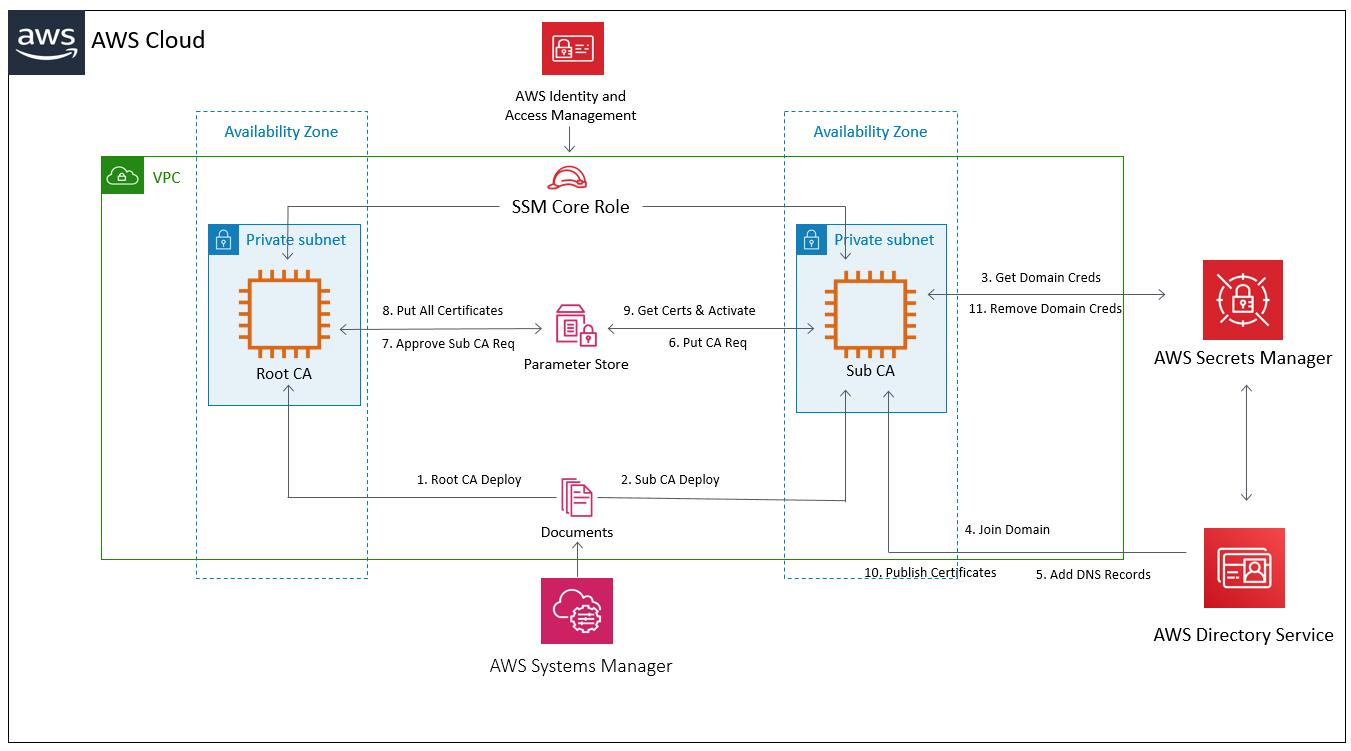 aws
AWS Cloud
AWS Identity and
Access Management
Availability Zone
Availability Zone
VPC
SSM Core Role
Private subnet
Private subnet
3. Get Domain Creds
8. Put All Certificates
9. Get Certs & Activate
11. Remove Domain Creds
7. Approve Sub CA Req
6. Put CA Req
Parameter Store
AWS Secrets Manager
Root CA
Sub CA
1. Root CA Deploy
2. Sub CA Deploy
Documents
4. Join Domain
10. Publish Certificates
5. Add DNS Records
AWS Directory Service
AWS Systems Manager